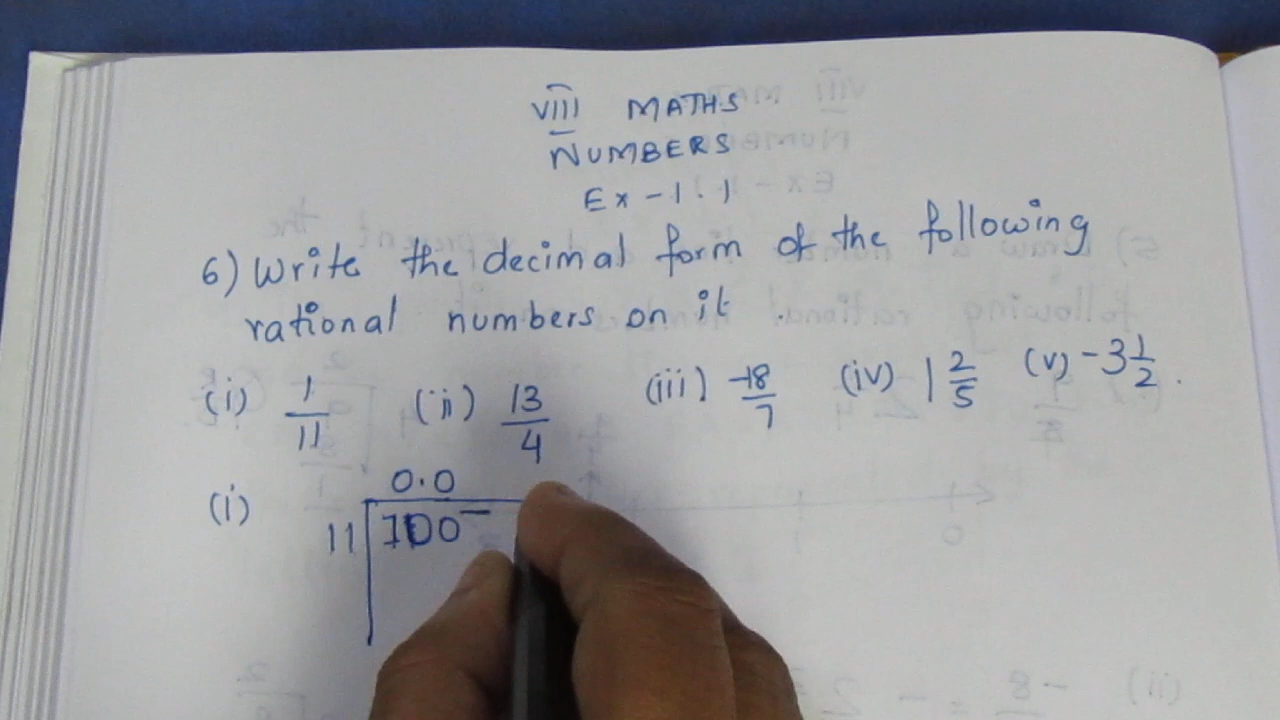 VIII MATHS
NUMBERS
Ex-1.1
6) Write the decimal form of the following
rational numbers on it.
(i) 1/11 (ii) 13/4 (iii) -18/7 (iv) 1 2/5 (v) -3 1/2.
(i) 0.0
11 100